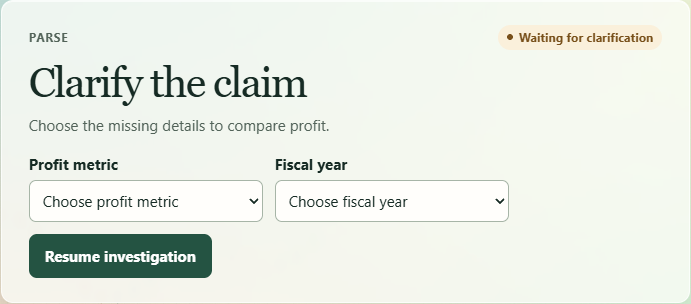 PARSE
Waiting for clarification
Clarify the claim
Choose the missing details to compare profit.
Profit metric
Fiscal year
Choose profit metric
Choose fiscal year
Resume investigation